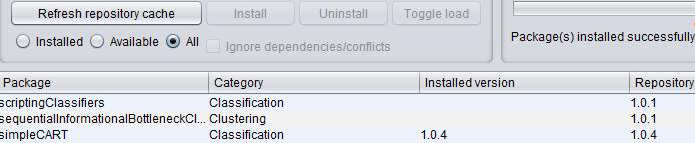 Refresh repository cache Install Uninstall Toggle load
Installed Available All Ignore dependencies/conflicts
Package(s) installed successfully
Package Category Installed version Repository
scriptingClassifiers Classification 1.0.1
sequentialInformationalBottleneckCl... Clustering 1.0.1
simpleCART Classification 1.0.4 1.0.4